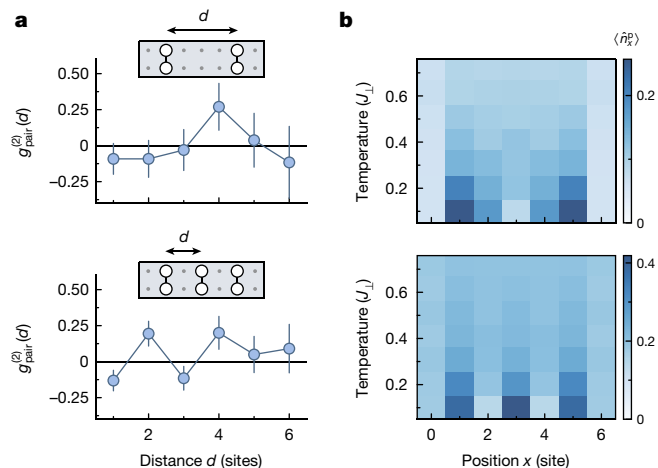 a
b
d
⟨n̂ᵖₓ⟩
0.50
0.25
0
−0.25
g⁽²⁾pair(d)
0.6
0.4
0.2
Temperature (J⊥)
0.2
0
d
0.50
0.25
0
−0.25
g⁽²⁾pair(d)
2 4 6
Distance d (sites)
0.6
0.4
0.2
Temperature (J⊥)
0 2 4 6
Position x (site)
0.4
0.2
0